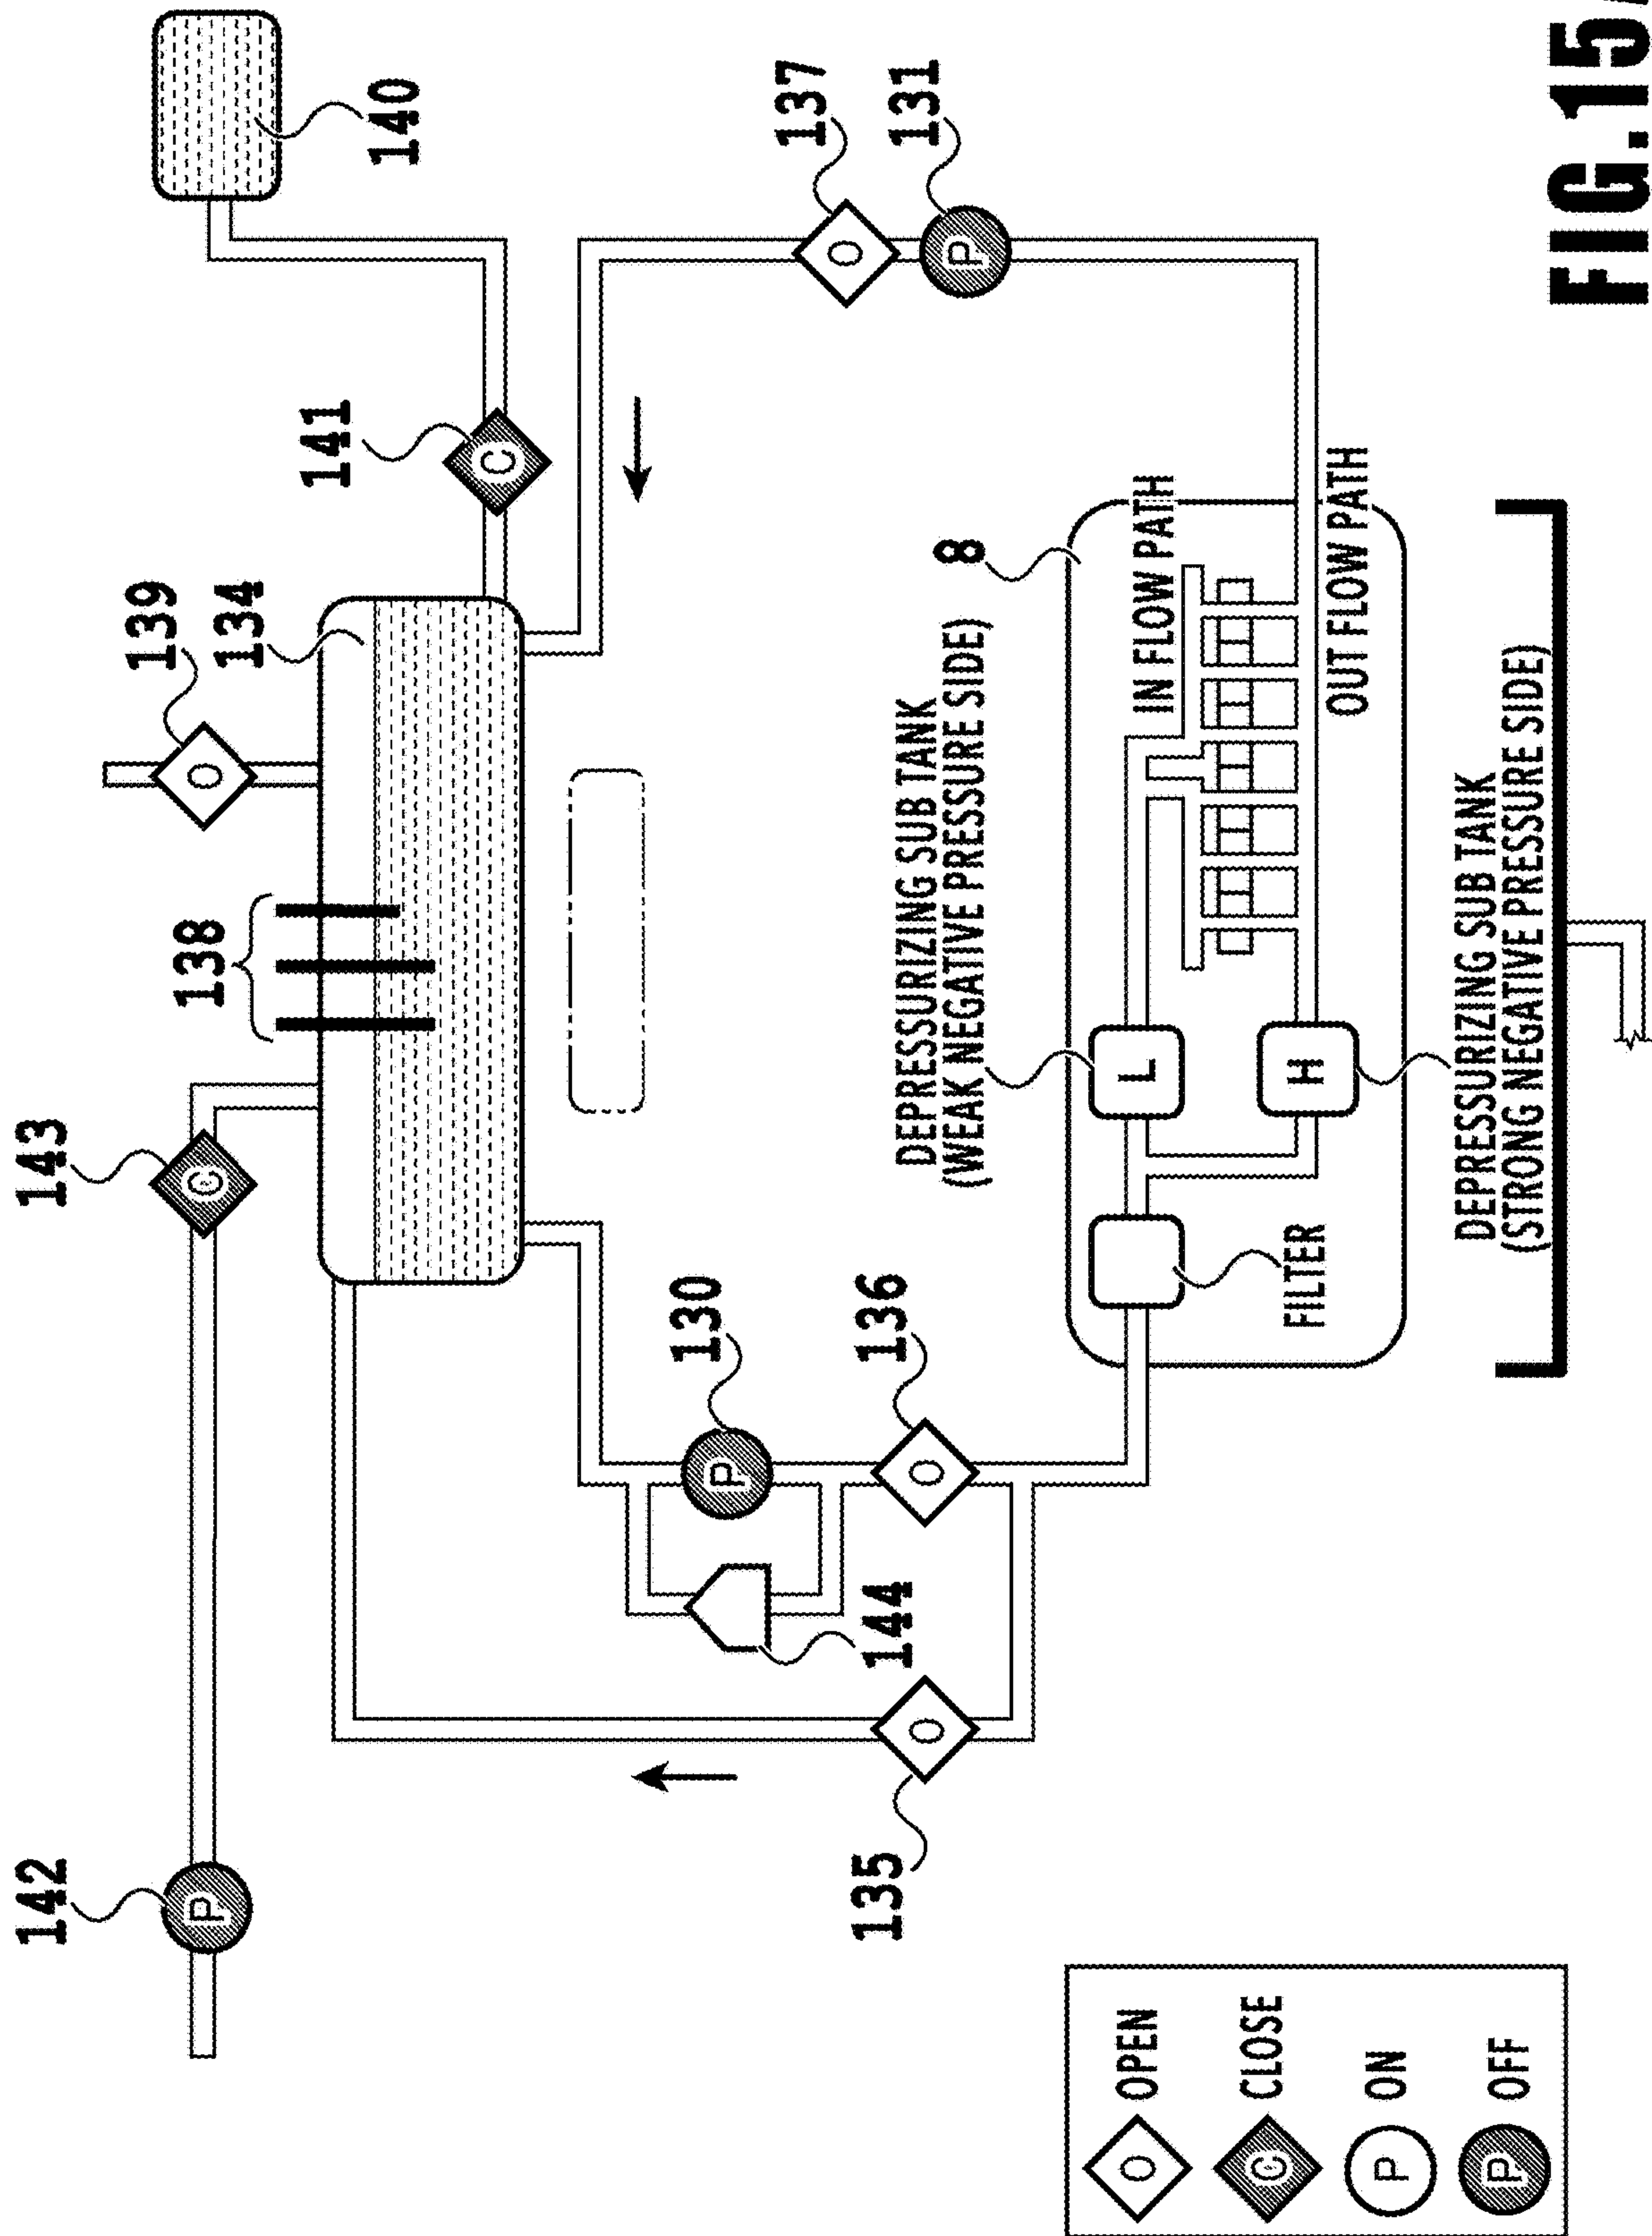 142
143
138
139
134
141
140
137
131
130
136
144
135
8
DEPRESSURIZING SUB TANK
(WEAK NEGATIVE PRESSURE SIDE)
IN FLOW PATH
OUT FLOW PATH
FILTER
DEPRESSURIZING SUB TANK
(STRONG NEGATIVE PRESSURE SIDE)
P
C
O
C
O
P
P
O
O
L
H
O OPEN
C CLOSE
P ON
P OFF
FIG.15